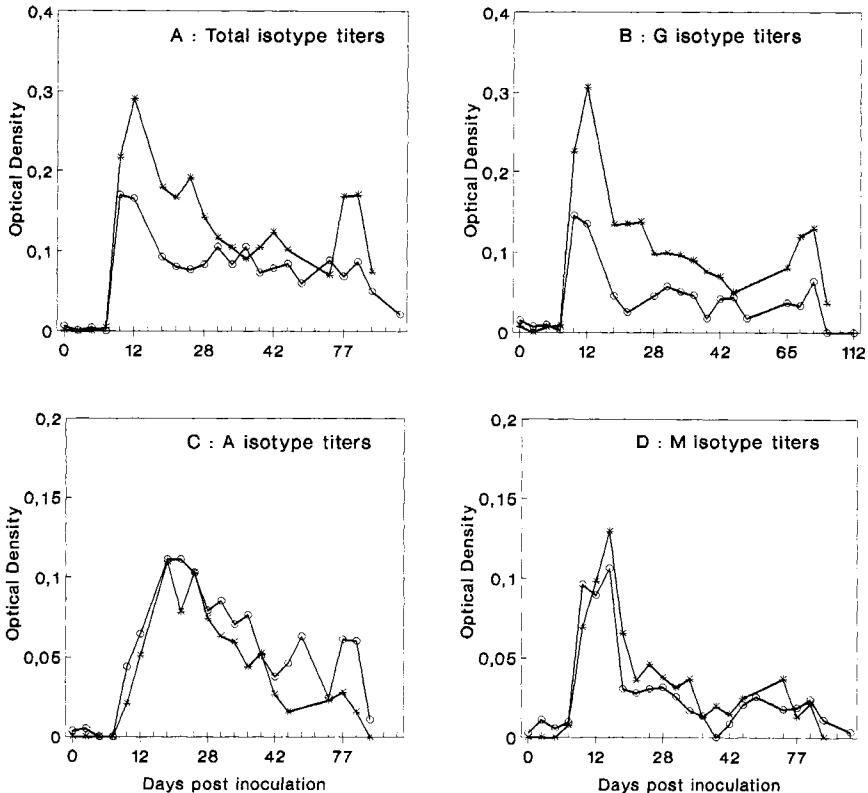 A : Total isotype titers
Optical Density
0,4
0,3
0,2
0,1
0
0 12 28 42 77
B : G isotype titers
Optical Density
0,4
0,3
0,2
0,1
0
0 12 28 42 65 112
C : A isotype titers
Optical Density
0,2
0,15
0,1
0,05
0
0 12 28 42 77
Days post inoculation
D : M isotype titers
Optical Density
0,2
0,15
0,1
0,05
0
0 12 28 42 77
Days post inoculation